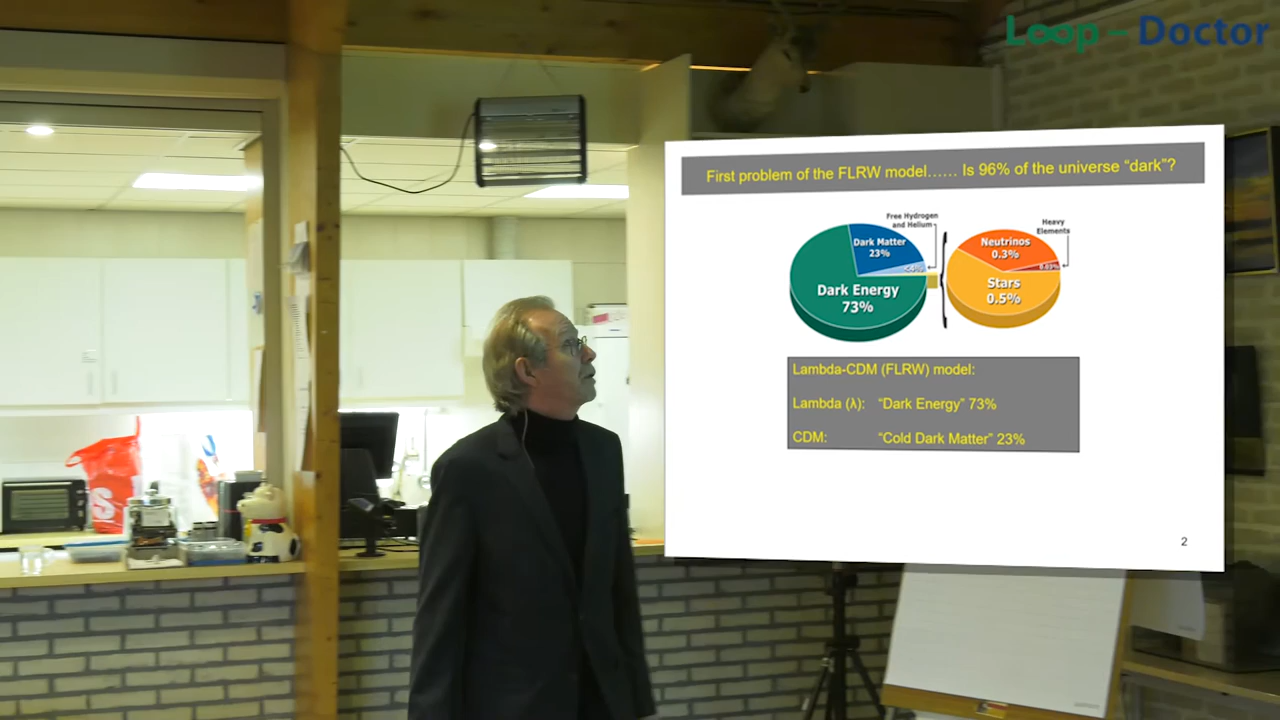 Loop – Doctor
First problem of the FLRW model…… Is 96% of the universe “dark”?
Free Hydrogen
and Helium
Dark Matter
23%
Dark Energy
73%
Heavy
Elements
Neutrinos
0.3%
0.03%
Stars
0.5%
Lambda-CDM (FLRW) model:
Lambda (λ): “Dark Energy” 73%
CDM: “Cold Dark Matter” 23%
2
S